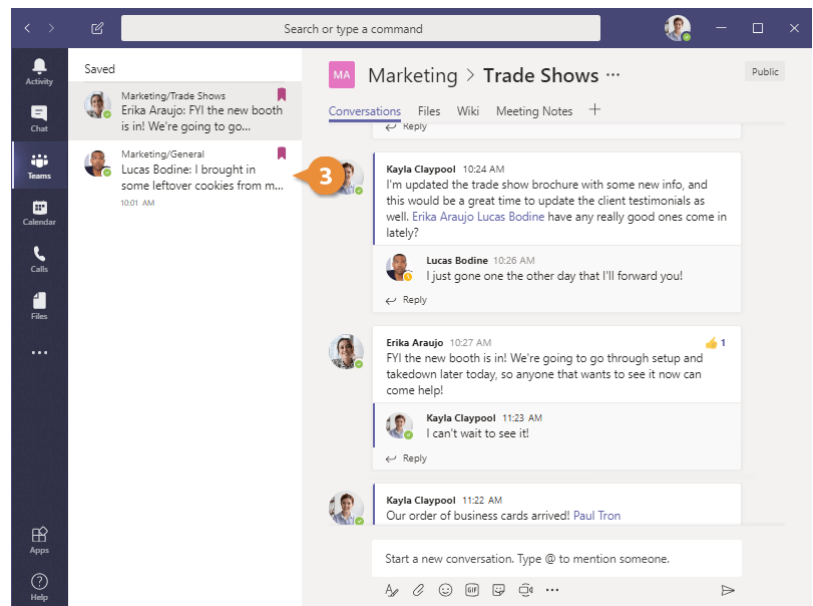 Search or type a command
Activity
Chat
Teams
Calendar
Calls
Files
Apps
Help
Saved
Marketing/Trade Shows
Erika Araujo: FYI the new booth
is in! We're going to go...
Marketing/General
Lucas Bodine: I brought in
some leftover cookies from m...
10:01 AM
3
MA Marketing > Trade Shows ...
Public
Conversations Files Wiki Meeting Notes +
Reply
Kayla Claypool 10:24 AM
I'm updated the trade show brochure with some new info, and
this would be a great time to update the client testimonials as
well. Erika Araujo Lucas Bodine have any really good ones come in
lately?
Lucas Bodine 10:26 AM
I just gone one the other day that I'll forward you!
Reply
Erika Araujo 10:27 AM 1
FYI the new booth is in! We're going to go through setup and
takedown later today, so anyone that wants to see it now can
come help!
Kayla Claypool 11:23 AM
I can't wait to see it!
Reply
Kayla Claypool 11:22 AM
Our order of business cards arrived! Paul Tron
Start a new conversation. Type @ to mention someone.
GIF